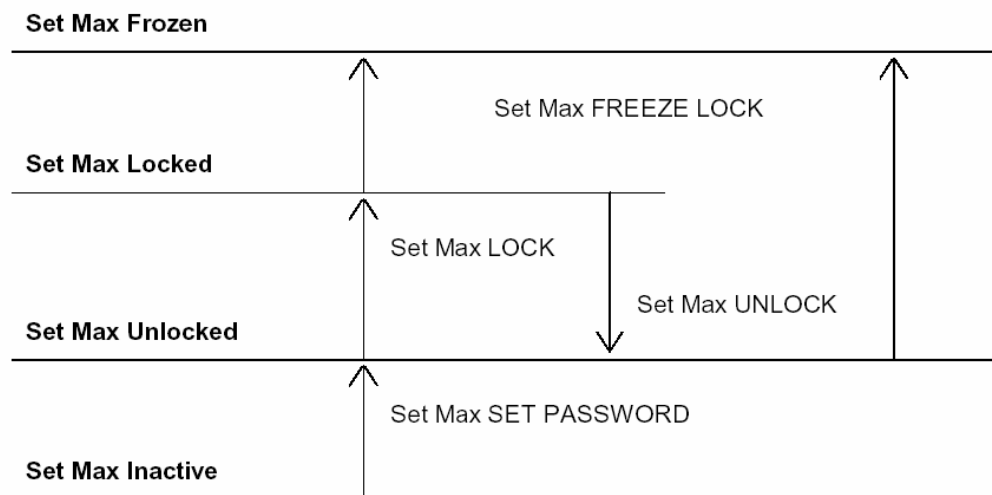 Set Max Frozen
Set Max FREEZE LOCK
Set Max Locked
Set Max LOCK
Set Max UNLOCK
Set Max Unlocked
Set Max SET PASSWORD
Set Max Inactive